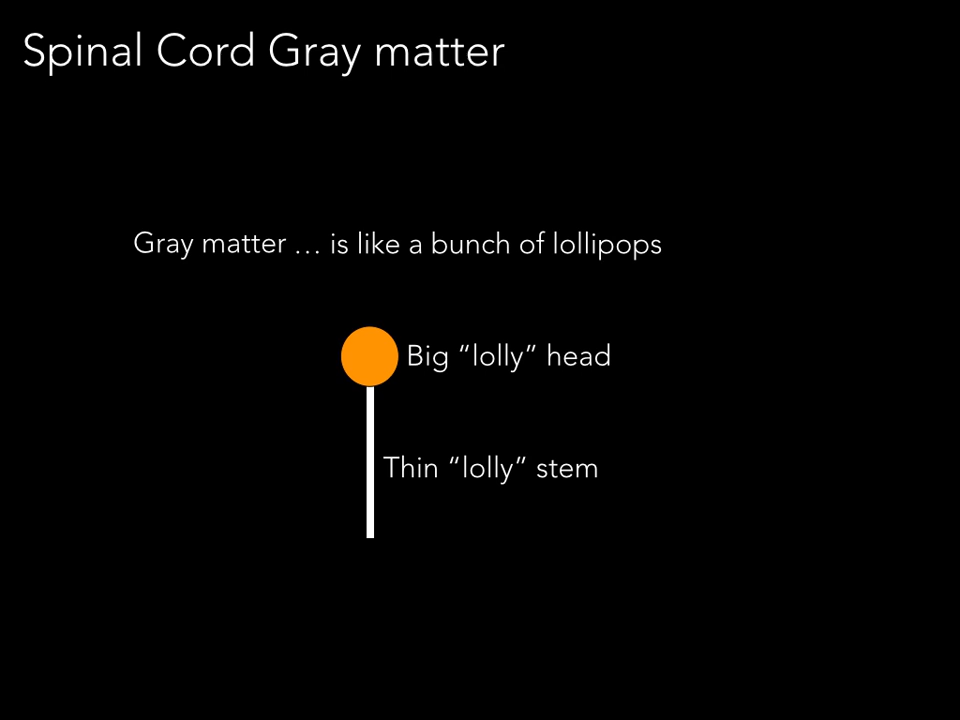 Spinal Cord Gray matter
Gray matter … is like a bunch of lollipops
Big “lolly” head
Thin “lolly” stem